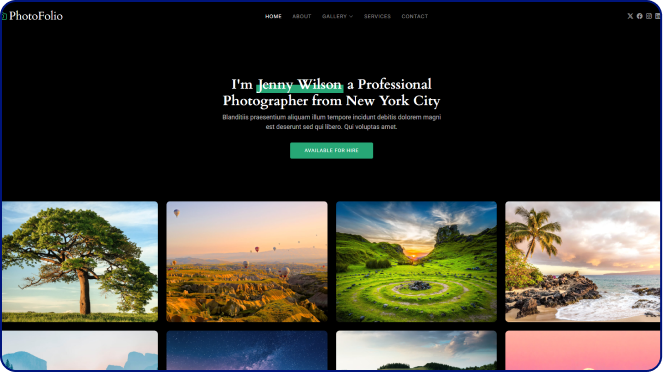 PhotoFolio
HOME ABOUT GALLERY SERVICES CONTACT
I'm Jenny Wilson a Professional
Photographer from New York City
Blanditiis praesentium aliquam illum tempore incidunt debitis dolorem magni
est deserunt sed qui libero. Qui voluptas amet.
AVAILABLE FOR HIRE